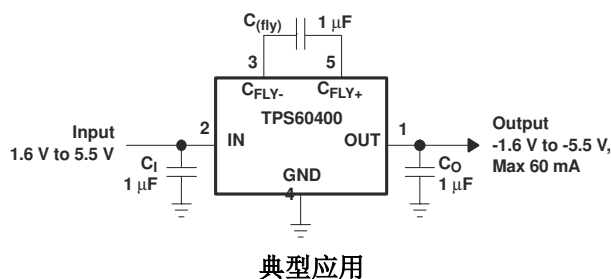 C(fly) 1 µF
3 5
CFLY- CFLY+
TPS60400
Input
1.6 V to 5.5 V
2 IN
OUT 1
Output
-1.6 V to -5.5 V,
Max 60 mA
CI
1 µF
GND
4
CO
1 µF
典型应用